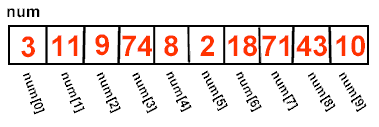 num
3 11 9 74 8 2 18 71 43 10
num[0] num[1] num[2] num[3] num[4] num[5] num[6] num[7] num[8] num[9]